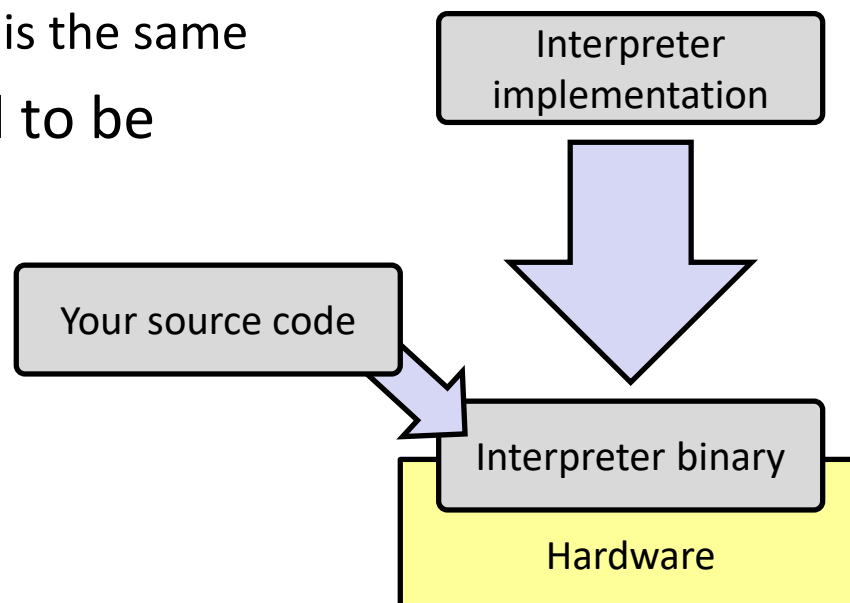 is the same
to be
Interpreter
implementation
Your source code
Interpreter binary
Hardware